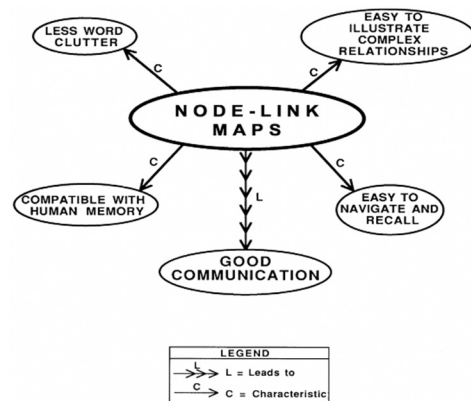 LESS WORD
CLUTTER
EASY TO
ILLUSTRATE
COMPLEX
RELATIONSHIPS
C
C
NODE-LINK
MAPS
C
L
C
COMPATIBLE WITH
HUMAN MEMORY
EASY TO
NAVIGATE AND
RECALL
GOOD
COMMUNICATION
LEGEND
L
L = Leads to
C
C = Characteristic